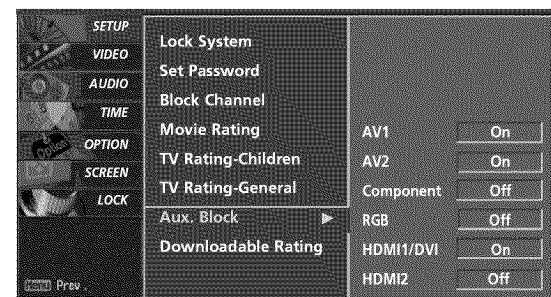 SETUP
VIDEO
AUDIO
TIME
OPTION
SCREEN
LOCK
Lock System
Set Password
Block Channel
Movie Rating
TV Rating-Children
TV Rating-General
Aux. Block ▶
Downloadable Rating
AV1 On
AV2 On
Component Off
RGB Off
HDMI1/DVI On
HDMI2 Off
Option
Menu Prev.